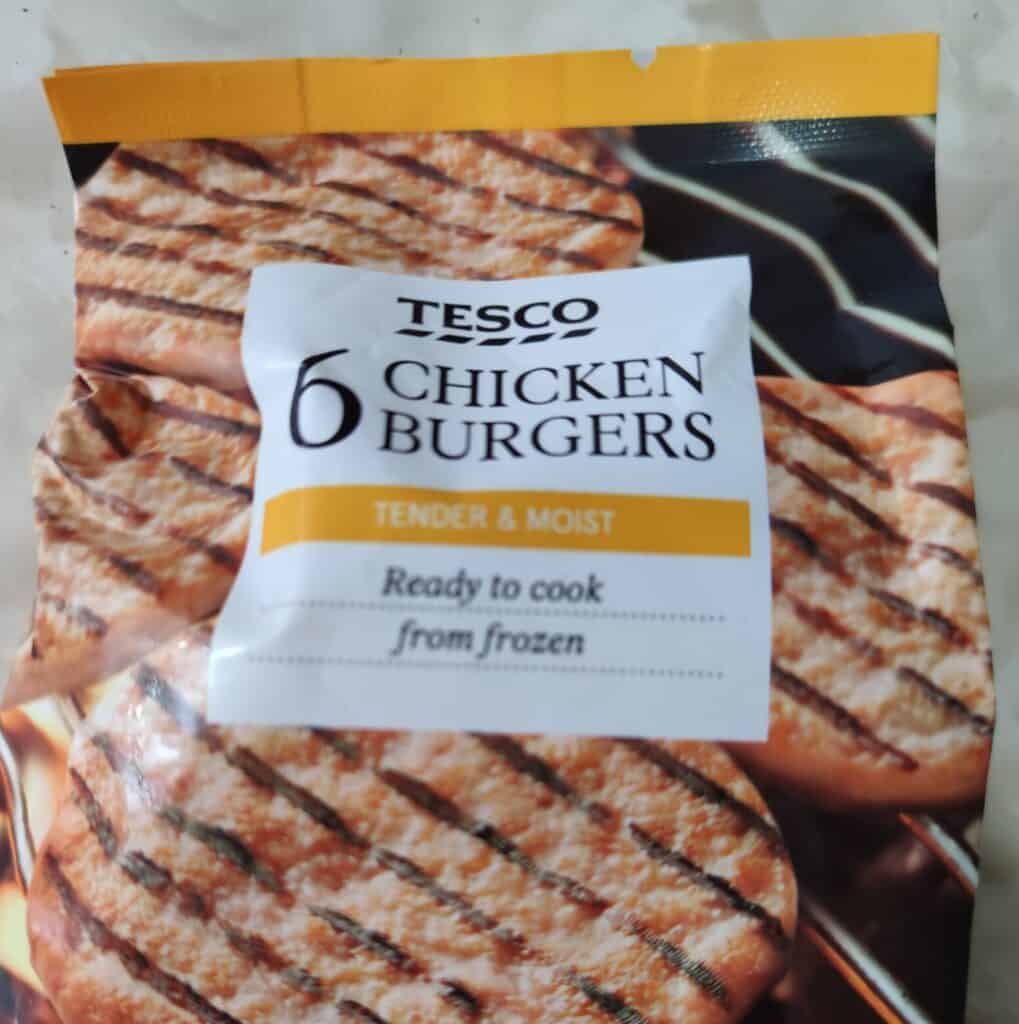 TESCO
6 CHICKEN
BURGERS
TENDER & MOIST
Ready to cook
from frozen